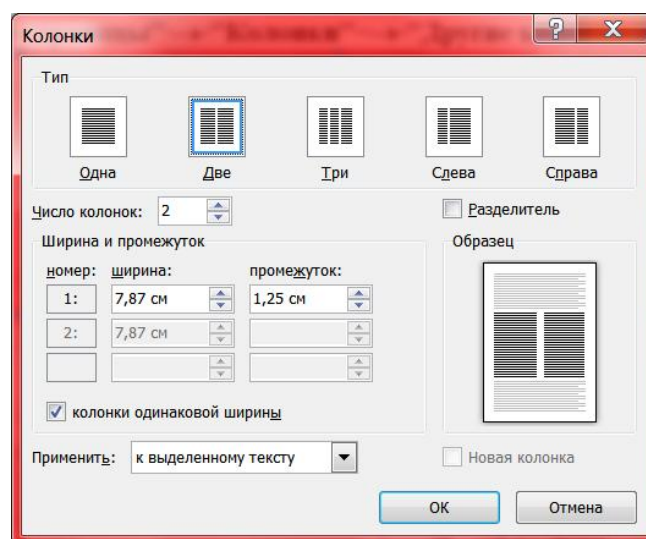 Колонки
Тип
Одна
Две
Три
Слева
Справа
Число колонок: 2
Разделитель
Ширина и промежуток
Образец
номер: ширина: промежуток:
1: 7,87 см 1,25 см
2: 7,87 см
колонки одинаковой ширины
Применить: к выделенному тексту
Новая колонка
ОК
Отмена